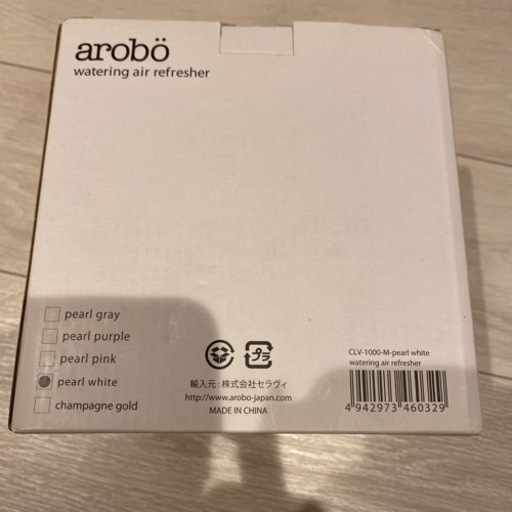 arobö
watering air refresher
pearl gray
pearl purple
pearl pink
pearl white
champagne gold
プラ
輸入元:株式会社セラヴィ
http://www.arobo-japan.com
MADE IN CHINA
CLV-1000-M-pearl white
watering air refresher
4 942973 460329